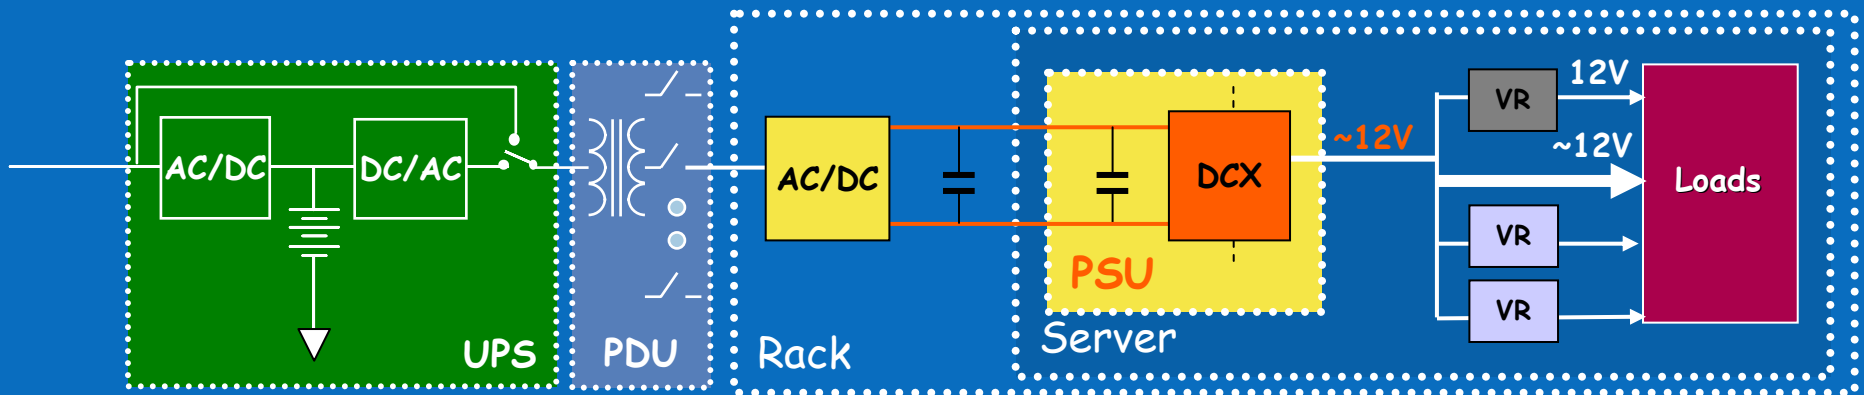 AC/DC
DC/AC
UPS
PDU
Rack
AC/DC
DCX
PSU
Server
~12V
VR
12V
~12V
VR
VR
Loads